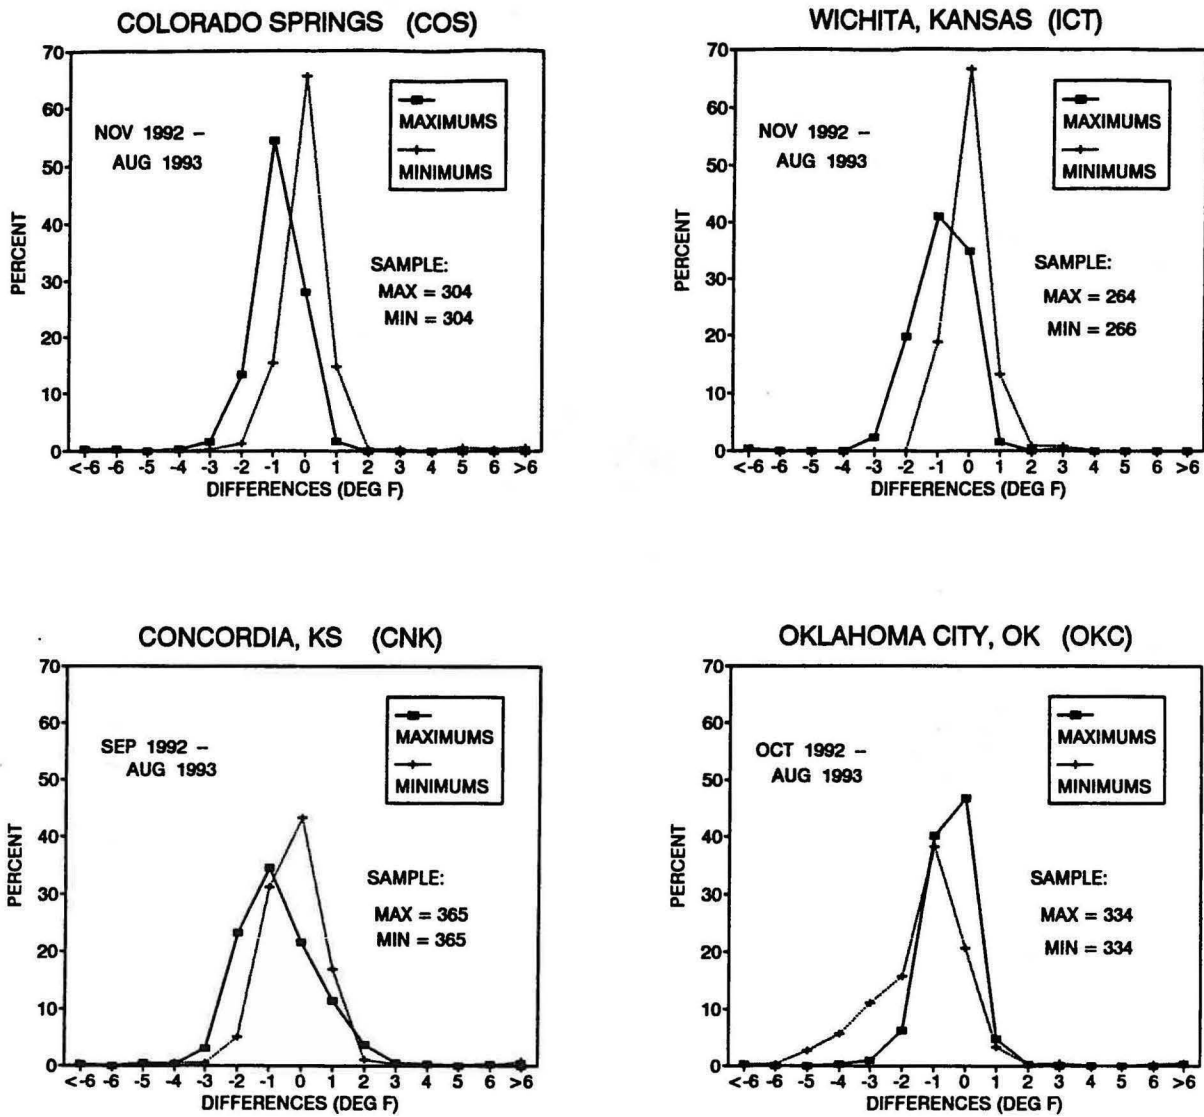 COLORADO SPRINGS (COS)
70
60
50
40
30
20
10
0
PERCENT
NOV 1992 –
AUG 1993
MAXIMUMS
MINIMUMS
SAMPLE:
MAX = 304
MIN = 304
<-6 -6 -5 -4 -3 -2 -1 0 1 2 3 4 5 6 >6
DIFFERENCES (DEG F)
WICHITA, KANSAS (ICT)
70
60
50
40
30
20
10
0
PERCENT
NOV 1992 –
AUG 1993
MAXIMUMS
MINIMUMS
SAMPLE:
MAX = 264
MIN = 266
<-6 -6 -5 -4 -3 -2 -1 0 1 2 3 4 5 6 >6
DIFFERENCES (DEG F)
CONCORDIA, KS (CNK)
70
60
50
40
30
20
10
0
PERCENT
SEP 1992 –
AUG 1993
MAXIMUMS
MINIMUMS
SAMPLE:
MAX = 365
MIN = 365
<-6 -6 -5 -4 -3 -2 -1 0 1 2 3 4 5 6 >6
DIFFERENCES (DEG F)
OKLAHOMA CITY, OK (OKC)
70
60
50
40
30
20
10
0
PERCENT
OCT 1992 –
AUG 1993
MAXIMUMS
MINIMUMS
SAMPLE:
MAX = 334
MIN = 334
<-6 -6 -5 -4 -3 -2 -1 0 1 2 3 4 5 6 >6
DIFFERENCES (DEG F)